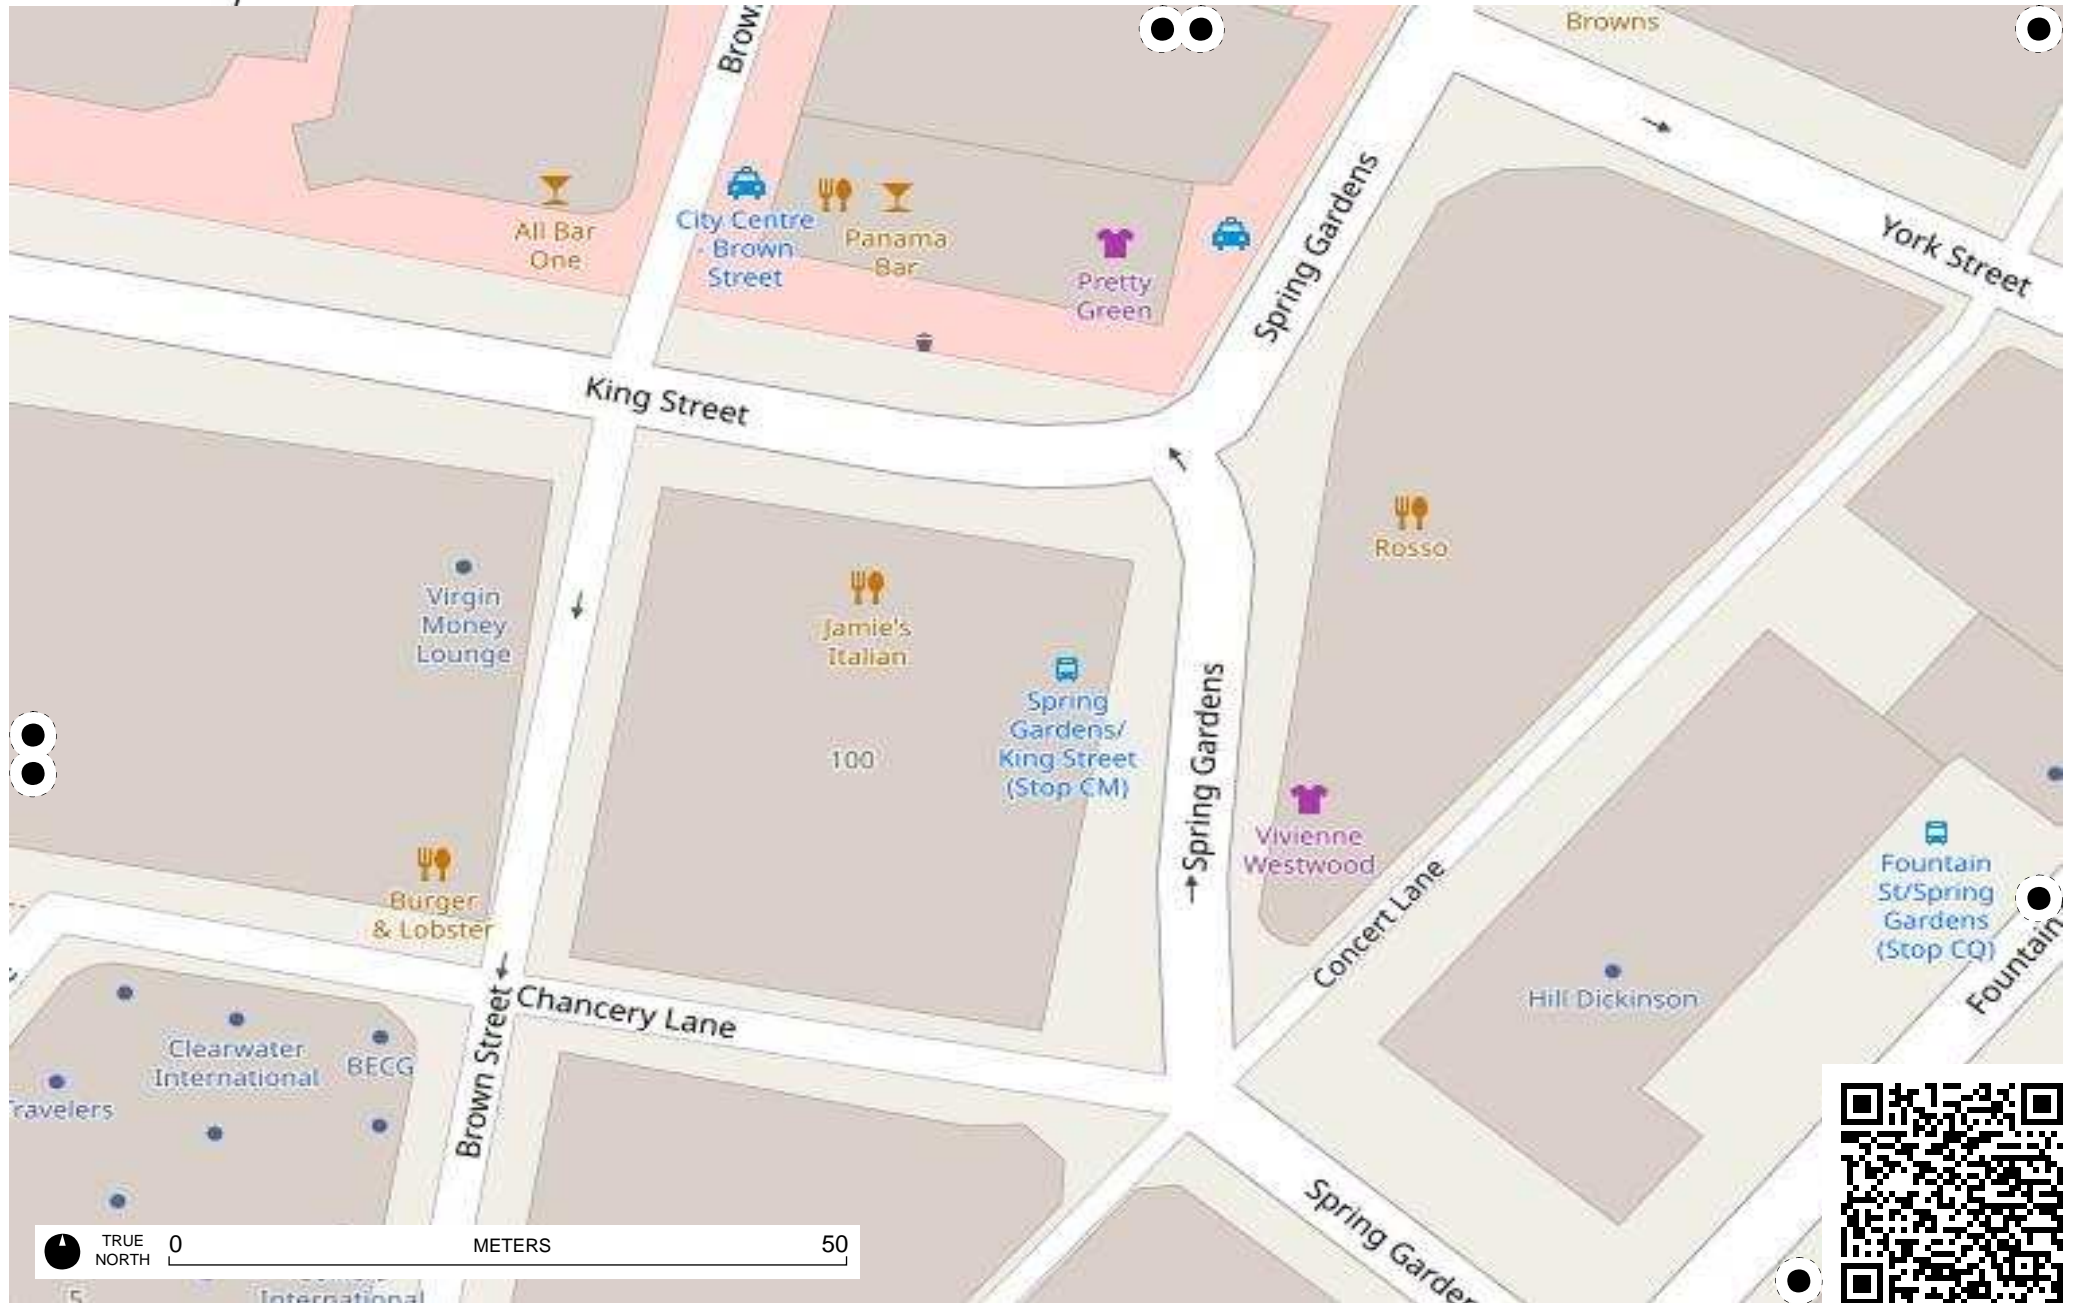 Browns
All Bar
One
City Centre
- Brown
Street
Panama
Bar
Pretty
Green
Spring Gardens
York Street
King Street
Virgin
Money
Lounge
Jamie's
Italian
Rosso
Spring
Gardens/
King Street
(Stop CM)
100
Spring Gardens
Vivienne
Westwood
Burger
& Lobster
Concert Lane
Fountain
St/Spring
Gardens
(Stop CQ)
Fountain
Hill Dickinson
Chancery Lane
Brown Street
Clearwater
International
BECG
ravelers
Spring Garden
TRUE
NORTH
0
METERS
50
5
International